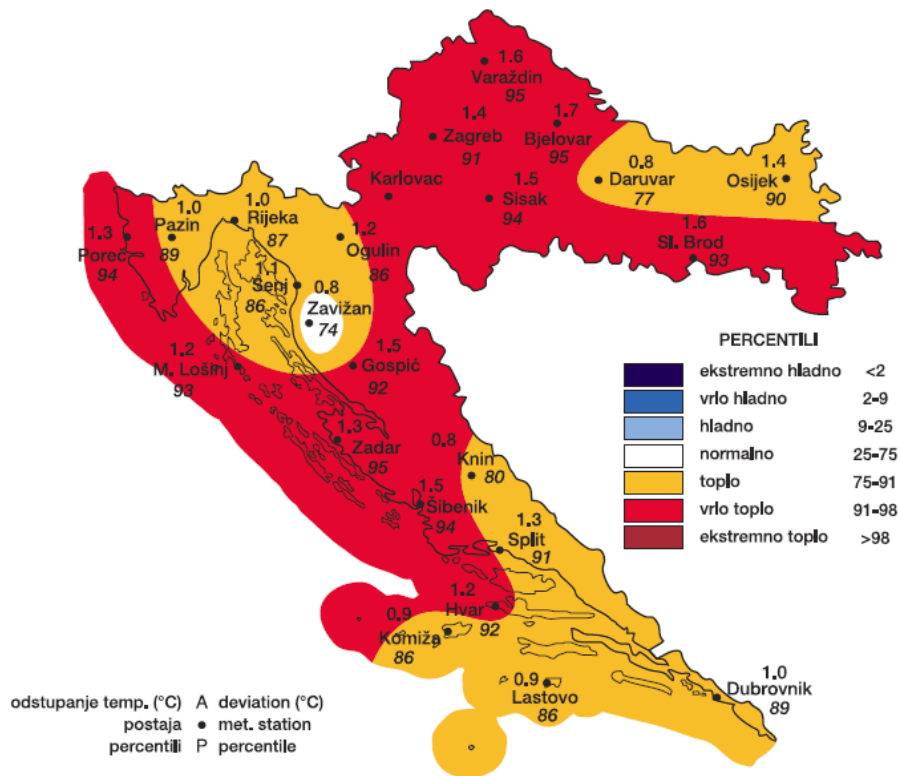 1.6
Varaždin
95
1.4
Zagreb
91
1.7
Bjelovar
95
0.8
Daruvar
77
1.4
Osijek
90
Karlovac
1.5
Sisak
94
1.6
Sl. Brod
93
1.3
Poreč
94
1.0
Pazin
89
1.0
Rijeka
87
1.2
Ogulin
86
1.1
Senj
86
0.8
Zavižan
74
1.2
M. Lošinj
93
1.5
Gospić
92
1.3
Zadar
95
0.8
Knin
80
1.5
Šibenik
94
1.3
Split
91
1.2
Hvar
92
0.9
Komiža
86
0.9
Lastovo
86
1.0
Dubrovnik
89
PERCENTILI
ekstremno hladno <2
vrlo hladno 2-9
hladno 9-25
normalno 25-75
toplo 75-91
vrlo toplo 91-98
ekstremno toplo >98
odstupanje temp. (°C) A deviation (°C)
postaja • met. station
percentili P percentile